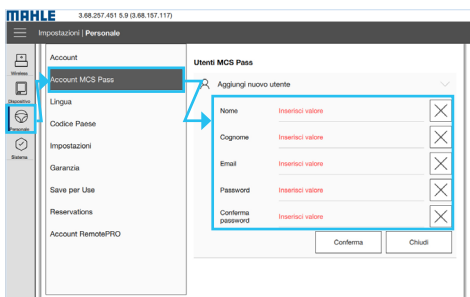 MAHLE 3.68.257.451 5.9 (3.68.157.117)
Impostazioni | Personale
Wireless
Dispositivo
Personale
Sistema
Account
Account MCS Pass
Lingua
Codice Paese
Impostazioni
Garanzia
Save per Use
Reservations
Account RemotePRO
Utenti MCS Pass
Aggiungi nuovo utente
Nome Inserisci valore
Cognome Inserisci valore
Email Inserisci valore
Password Inserisci valore
Conferma
password Inserisci valore
Conferma Chiudi